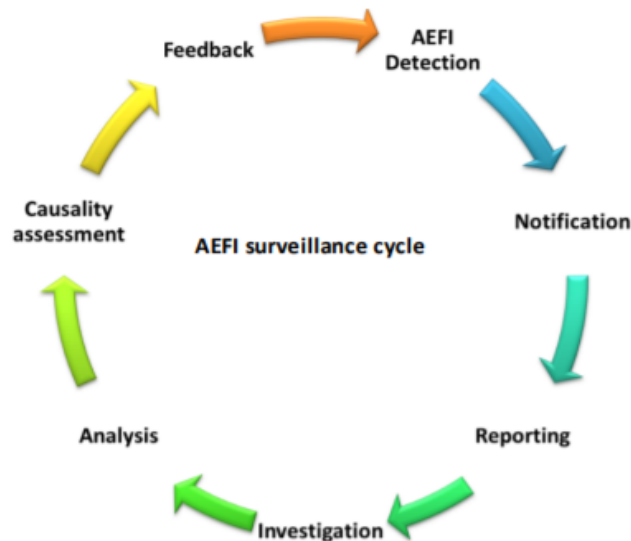 Feedback
AEFI
Detection
Notification
Reporting
Investigation
Analysis
Causality
assessment
AEFI surveillance cycle